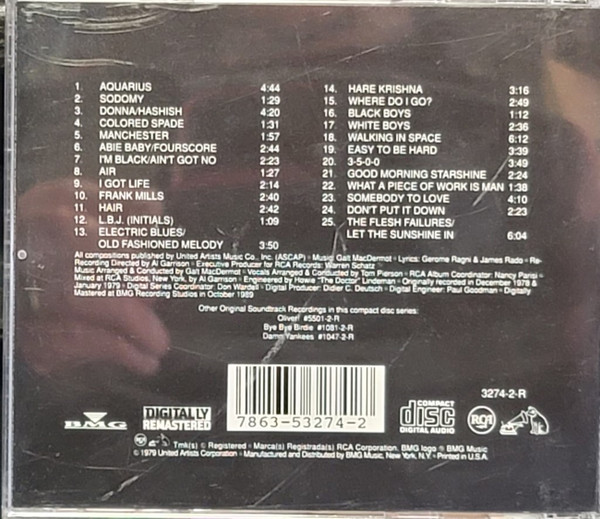 1. AQUARIUS 4:44
2. SODOMY 1:29
3. DONNA/HASHISH 4:20
4. COLORED SPADE 1:31
5. MANCHESTER 1:57
6. ABIE BABY/FOURSCORE 2:44
7. I'M BLACK/AIN'T GOT NO 2:23
8. AIR 1:27
9. I GOT LIFE 2:14
10. FRANK MILLS 2:40
11. HAIR 2:42
12. L.B.J. (INITIALS) 1:09
13. ELECTRIC BLUES/
OLD FASHIONED MELODY 3:50
14. HARE KRISHNA 3:16
15. WHERE DO I GO? 2:49
16. BLACK BOYS 1:12
17. WHITE BOYS 2:36
18. WALKING IN SPACE 6:12
19. EASY TO BE HARD 3:39
20. 3-5-0-0 3:49
21. GOOD MORNING STARSHINE 2:24
22. WHAT A PIECE OF WORK IS MAN 1:38
23. SOMEBODY TO LOVE 4:10
24. DON'T PUT IT DOWN 2:23
25. THE FLESH FAILURES/
LET THE SUNSHINE IN 6:04
All compositions published by United Artists Music Co., Inc. (ASCAP) • Music: Galt MacDermot • Lyrics: Gerome Ragni & James Rado • Re-
Recording Directed by Al Garrison • Executive Producer for RCA Records: Warren Schatz
Music Arranged & Conducted by Galt MacDermot • Vocals Arranged & Conducted by Tom Pierson • RCA Album Coordinator: Nancy Parisi •
Mixed at RCA Studios, New York, by Al Garrison • Engineered by Howie "The Doctor" Lindeman • Originally recorded in December 1978 &
January 1979 • Digital Series Coordinator: Don Wardell • Digital Producer: Didier C. Deutsch • Digital Engineer: Paul Goodman • Digitally
Mastered at BMG Recording Studios in October 1989
Other Original Soundtrack Recordings in this compact disc series:
Oliver! #5501-2-R
Bye Bye Birdie #1081-2-R
Damn Yankees #1047-2-R
3274-2-R
BMG
DIGITALLY
REMASTERED
7863-53274-2
COMPACT
disc
DIGITAL AUDIO
RCA
Tmk(s) ® Registered • Marca(s) Registrada(s) RCA Corporation. BMG logo ® BMG Music
© 1979 United Artists Corporation • Manufactured and Distributed by BMG Music, New York, N.Y. • Printed in U.S.A.